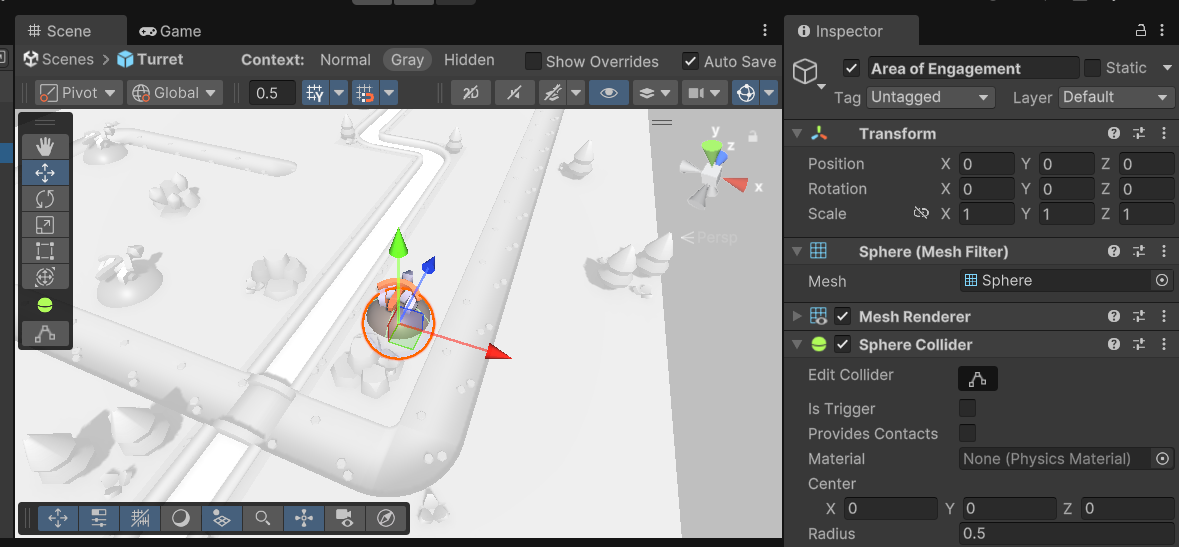 Scene Game
Inspector
Scenes > Turret Context: Normal Gray Hidden Show Overrides Auto Save
Area of Engagement Static
Pivot Global 0.5 2D
Tag Untagged Layer Default
y
z
x
Persp
Transform
Position X 0 Y 0 Z 0
Rotation X 0 Y 0 Z 0
Scale X 1 Y 1 Z 1
Sphere (Mesh Filter)
Mesh Sphere
Mesh Renderer
Sphere Collider
Edit Collider
Is Trigger
Provides Contacts
Material None (Physics Material)
Center
X 0 Y 0 Z 0
Radius 0.5